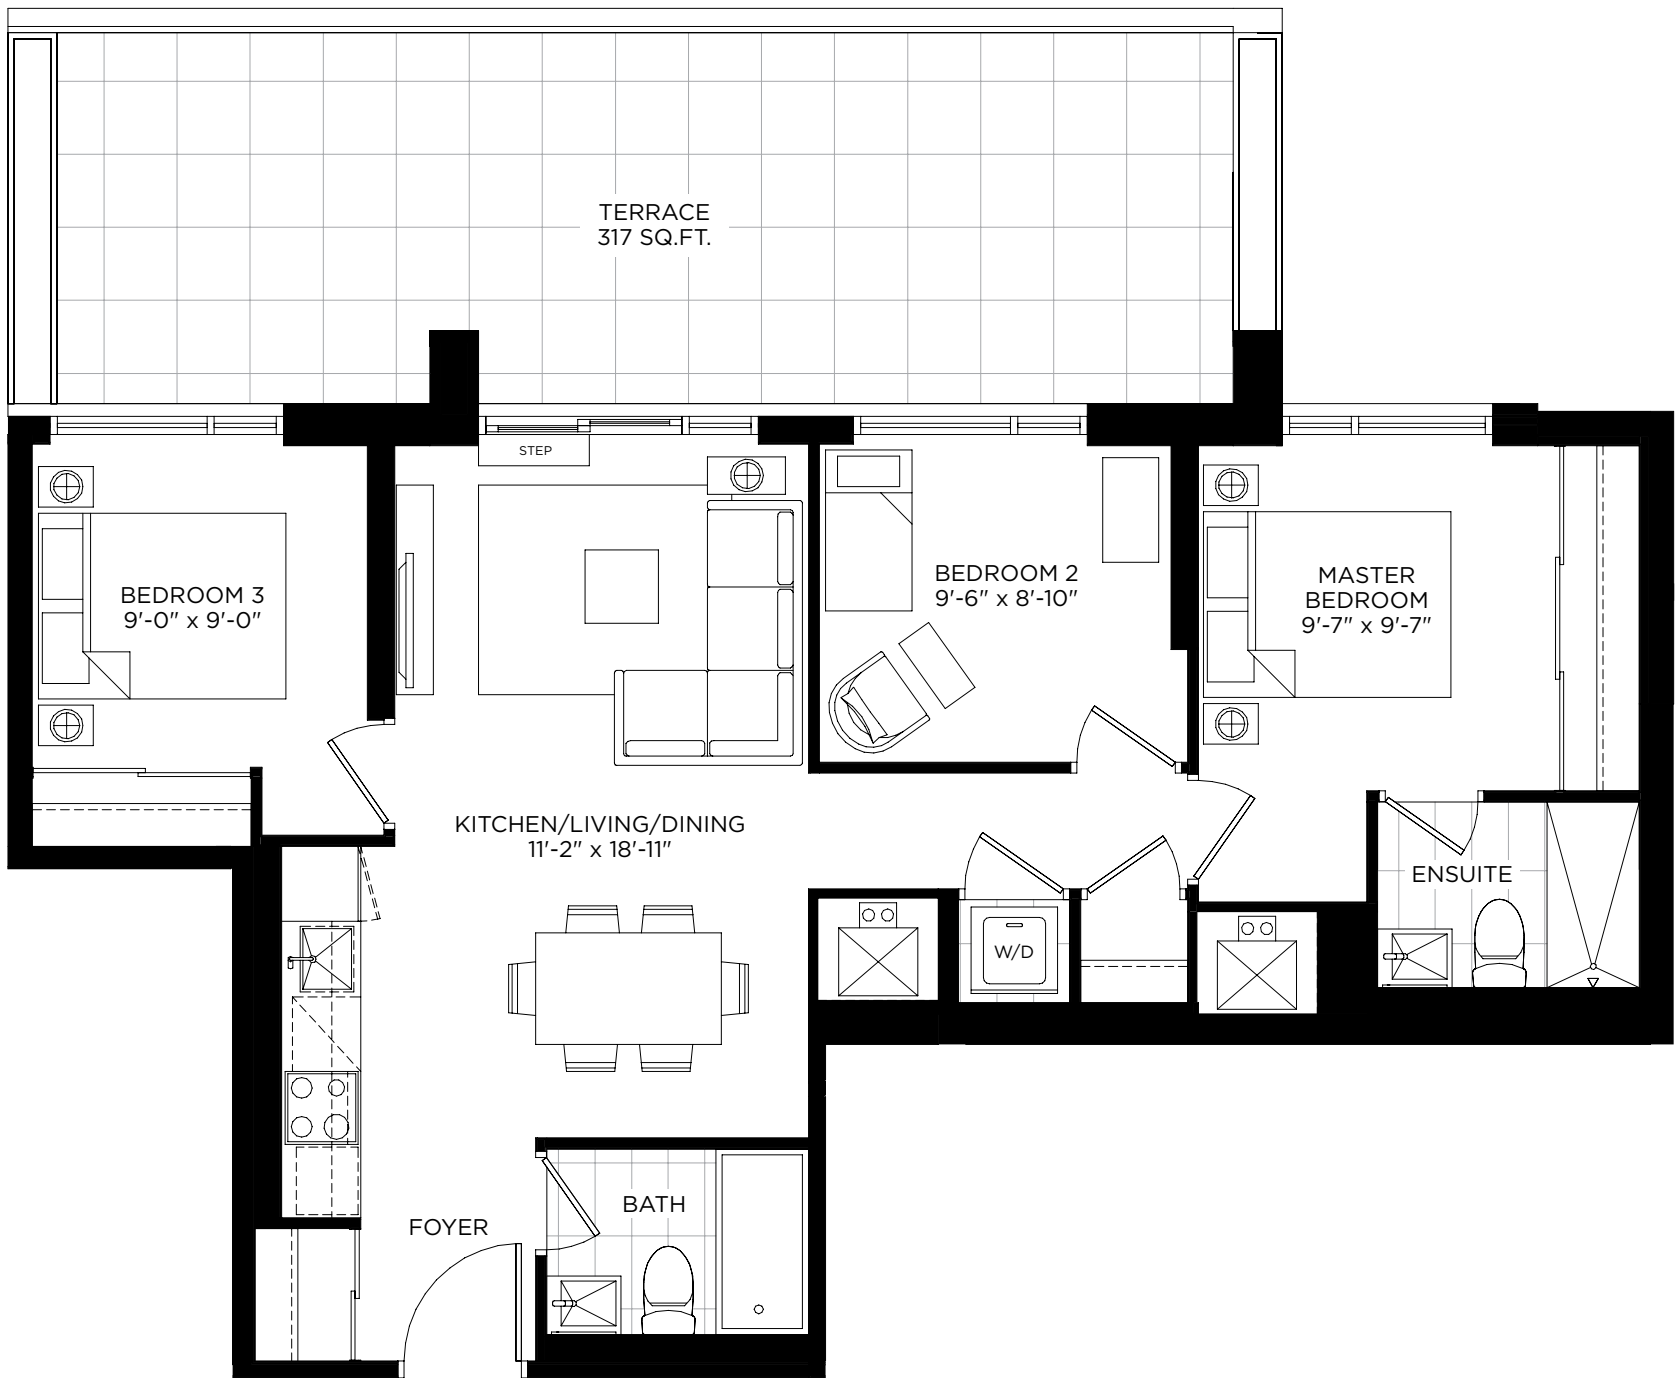 TERRACE
317 SQ.FT.
STEP
BEDROOM 3
9'-0" x 9'-0"
BEDROOM 2
9'-6" x 8'-10"
MASTER
BEDROOM
9'-7" x 9'-7"
KITCHEN/LIVING/DINING
11'-2" x 18'-11"
ENSUITE
W/D
BATH
FOYER